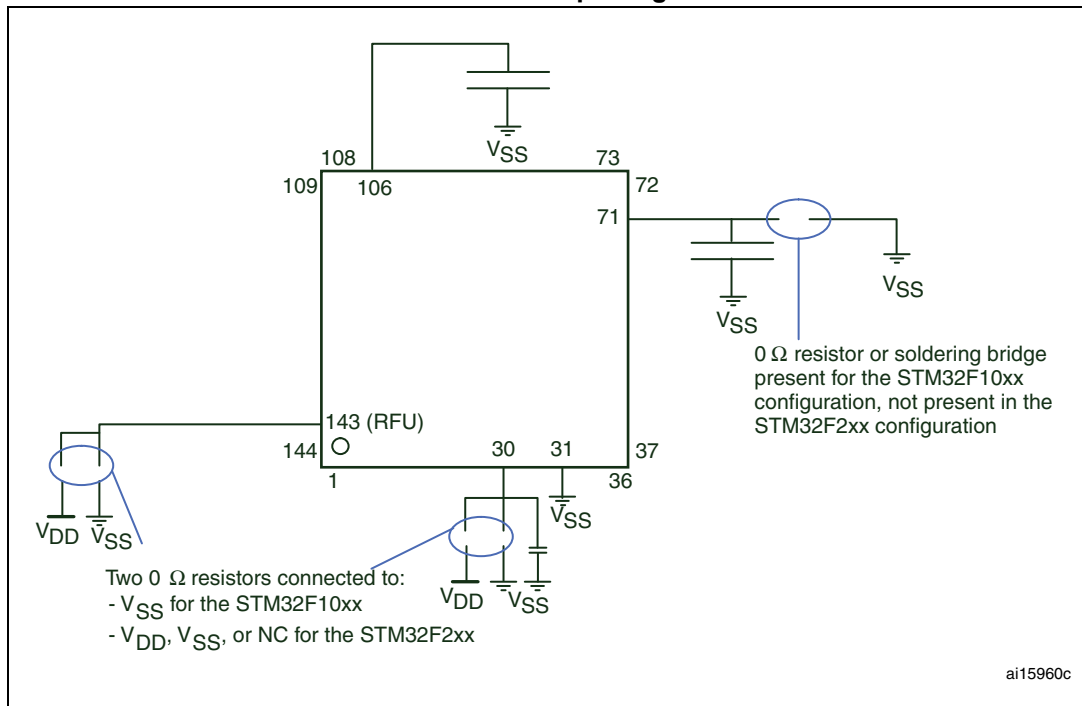 VSS
108
73
109
106
72
71
VSS
VSS
0 Ω resistor or soldering bridge
present for the STM32F10xx
configuration, not present in the
STM32F2xx configuration
143 (RFU)
144
30
31
37
1
36
VSS
VDD
VSS
VDD
VSS
Two 0 Ω resistors connected to:
- VSS for the STM32F10xx
- VDD, VSS, or NC for the STM32F2xx
ai15960c